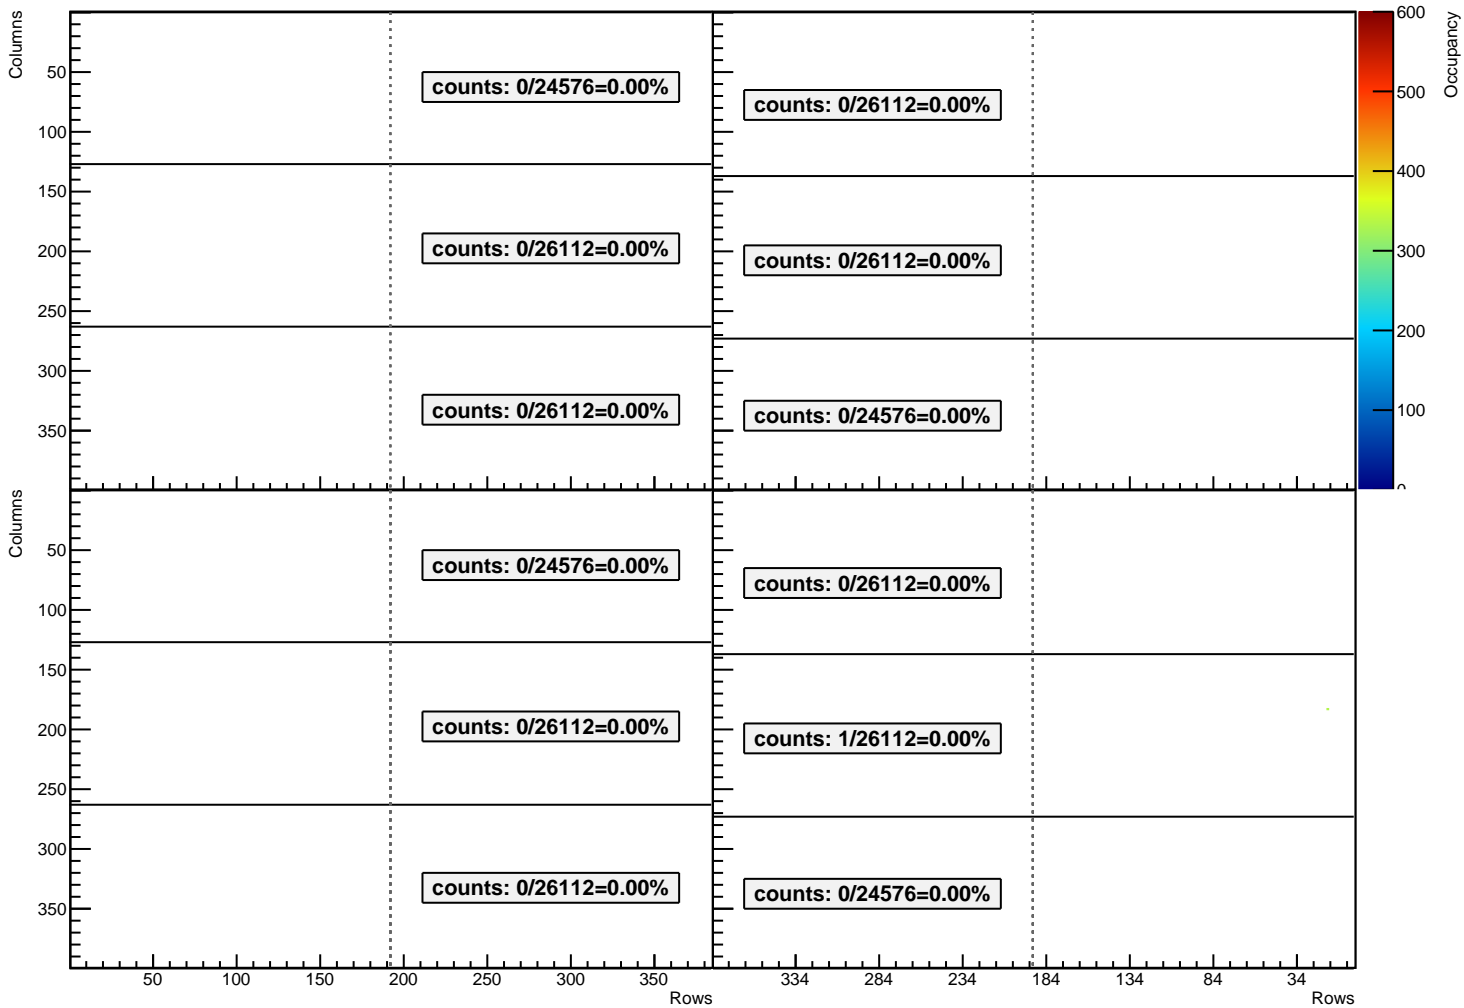 Columns
50
100
150
200
250
300
350
counts: 0/24576=0.00%
counts: 0/26112=0.00%
counts: 0/26112=0.00%
counts: 0/26112=0.00%
counts: 0/26112=0.00%
counts: 0/24576=0.00%
600
500
400
300
200
100
0
Occupancy
Columns
50
100
150
200
250
300
350
counts: 0/24576=0.00%
counts: 0/26112=0.00%
counts: 0/26112=0.00%
50 100 150 200 250 300 350
Rows
counts: 0/26112=0.00%
counts: 1/26112=0.00%
counts: 0/24576=0.00%
334 284 234 184 134 84 34
Rows